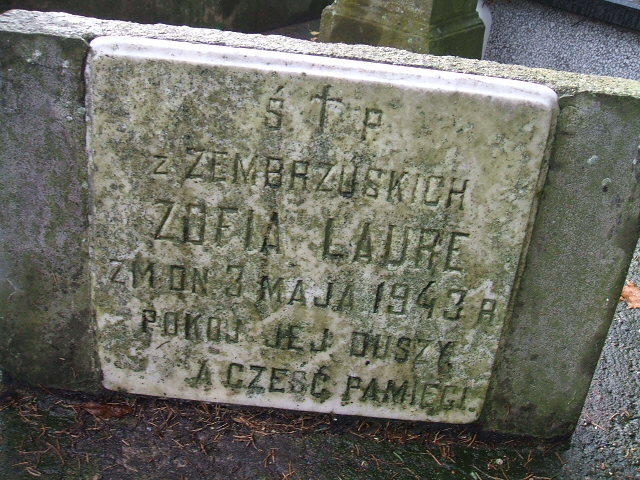 Ś † P
z ZEMBRZUSKICH
ZOFIA LAURE
ZM DN 3 MAJA 1943 R
POKÓJ JEJ DUSZY
A CZEŚĆ PAMIĘCI.